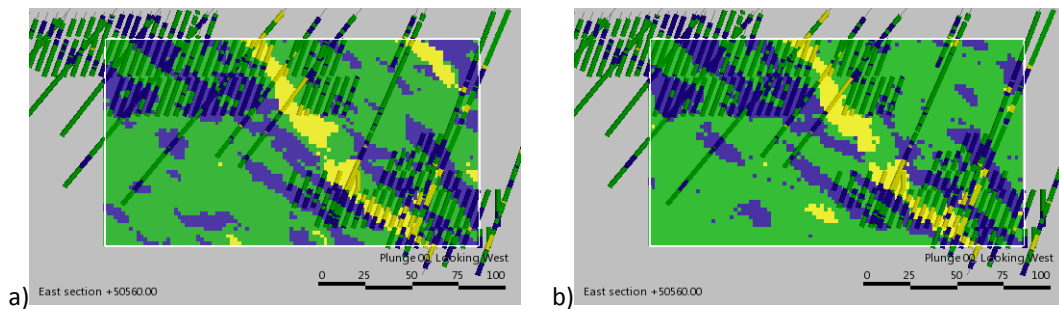 Plunge 00, Looking West
0 25 50 75 100
East section +50560.00
a)
Plunge 00, Looking West
0 25 50 75 100
East section +50560.00
b)